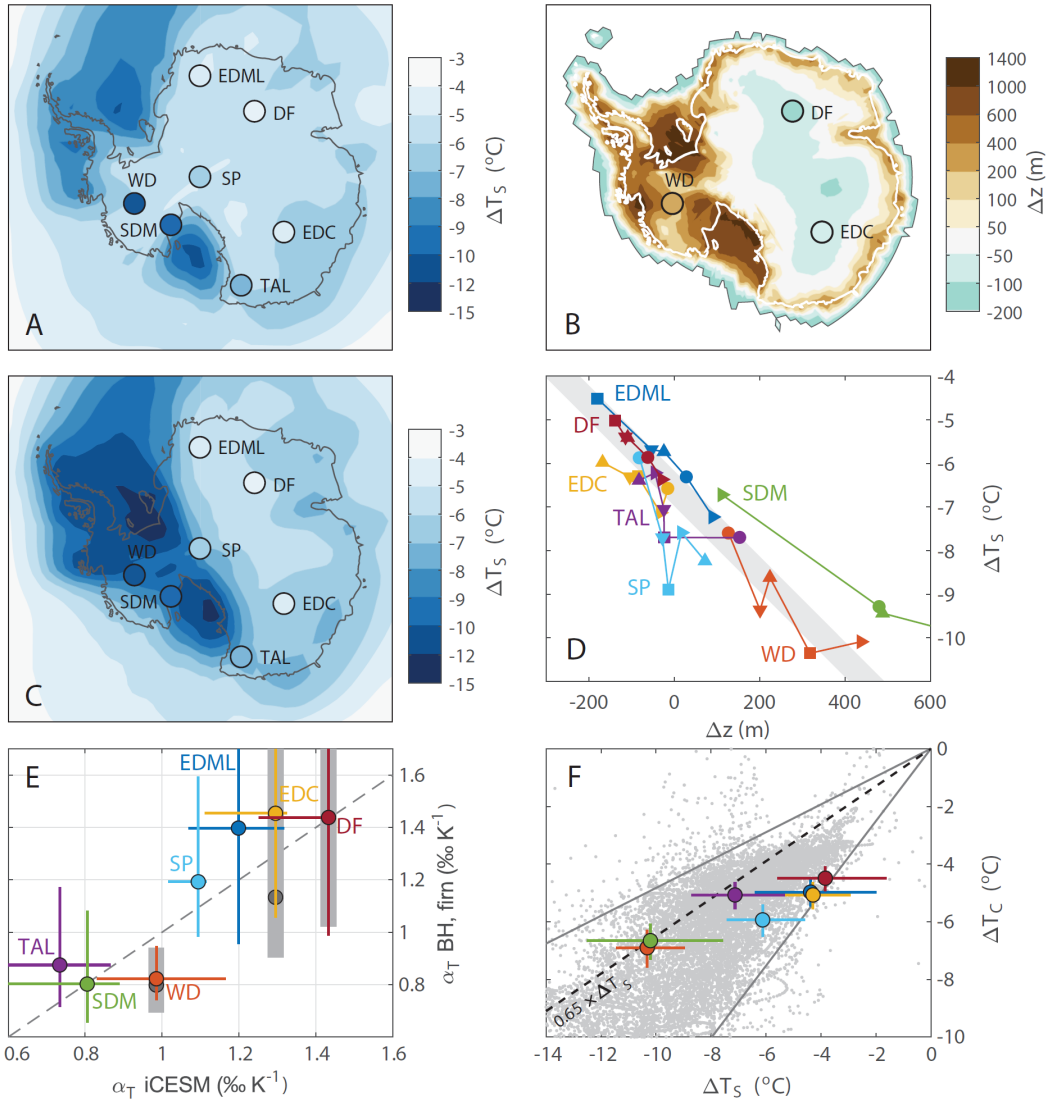 EDML
DF
SP
WD
SDM
EDC
TAL
A
-3
-4
-5
-6
-7
-8
-9
-10
-12
-15
ΔT_S (°C)
DF
WD
EDC
B
1400
1000
600
400
200
100
50
-50
-100
-200
Δz (m)
EDML
DF
SP
WD
SDM
EDC
TAL
C
-3
-4
-5
-6
-7
-8
-9
-10
-12
-15
ΔT_S (°C)
EDML
DF
EDC
SDM
TAL
SP
WD
D
-4
-6
-8
-10
ΔT_S (°C)
-200 0 200 400 600
Δz (m)
E
EDML
EDC
DF
SP
TAL
WD
SDM
1.6
1.4
1.2
1
0.8
α_T BH, firn (‰ K⁻¹)
0.6 0.8 1 1.2 1.4 1.6
α_T iCESM (‰ K⁻¹)
F
0.65 × ΔT_S
0
-2
-4
-6
-8
-10
ΔT_C (°C)
-14 -12 -10 -8 -6 -4 -2 0
ΔT_S (°C)